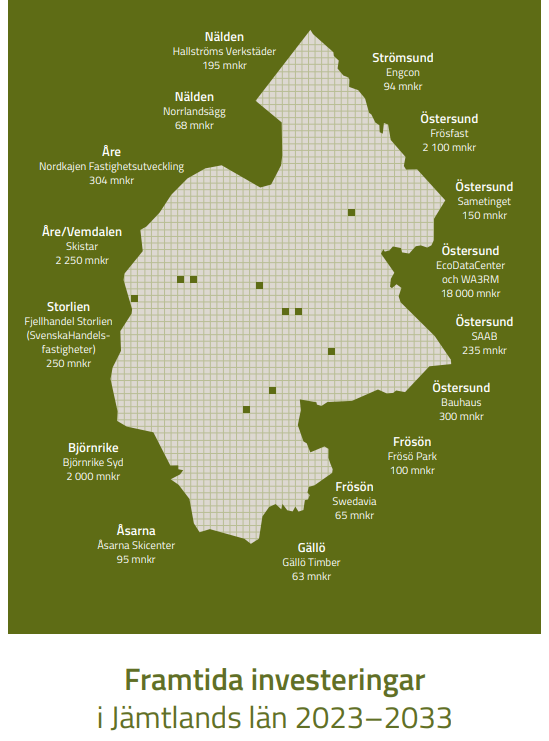 Nälden
Hallströms Verkstäder
195 mnkr
Nälden
Norrlandsägg
68 mnkr
Åre
Nordkajen Fastighetsutveckling
304 mnkr
Åre/Vemdalen
Skistar
2 250 mnkr
Storlien
Fjellhandel Storlien
(SvenskaHandels-
fastigheter)
250 mnkr
Björnrike
Björnrike Syd
2 000 mnkr
Åsarna
Åsarna Skicenter
95 mnkr
Strömsund
Engcon
94 mnkr
Östersund
Frösfast
2 100 mnkr
Östersund
Sametinget
150 mnkr
Östersund
EcoDataCenter
och WA3RM
18 000 mnkr
Östersund
SAAB
235 mnkr
Östersund
Bauhaus
300 mnkr
Frösön
Frösö Park
100 mnkr
Frösön
Swedavia
65 mnkr
Gällö
Gällö Timber
63 mnkr
Framtida investeringar
i Jämtlands län 2023–2033